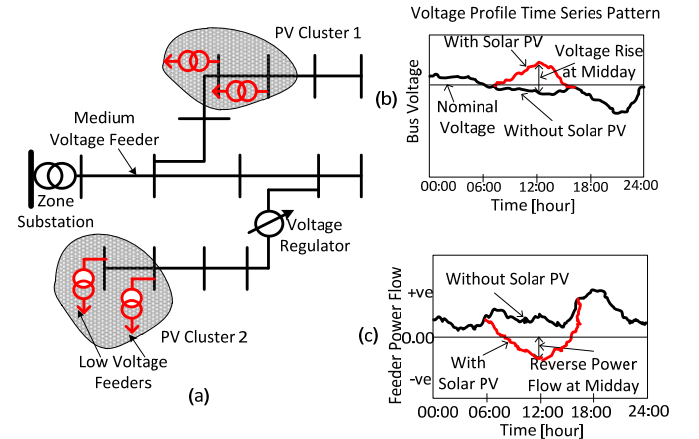 (a)
PV Cluster 1
Medium
Voltage Feeder
Zone
Substation
Voltage
Regulator
PV Cluster 2
Low Voltage
Feeders
Voltage Profile Time Series Pattern
(b)
Bus Voltage
With Solar PV
Voltage Rise
at Midday
Nominal
Voltage
Without Solar PV
00:00 06:00 12:00 18:00 24:00
Time [hour]
(c)
Feeder Power Flow
+ve
0.00
-ve
Without Solar PV
With
Solar PV
Reverse Power
Flow at Midday
00:00 06:00 12:00 18:00 24:00
Time [hour]